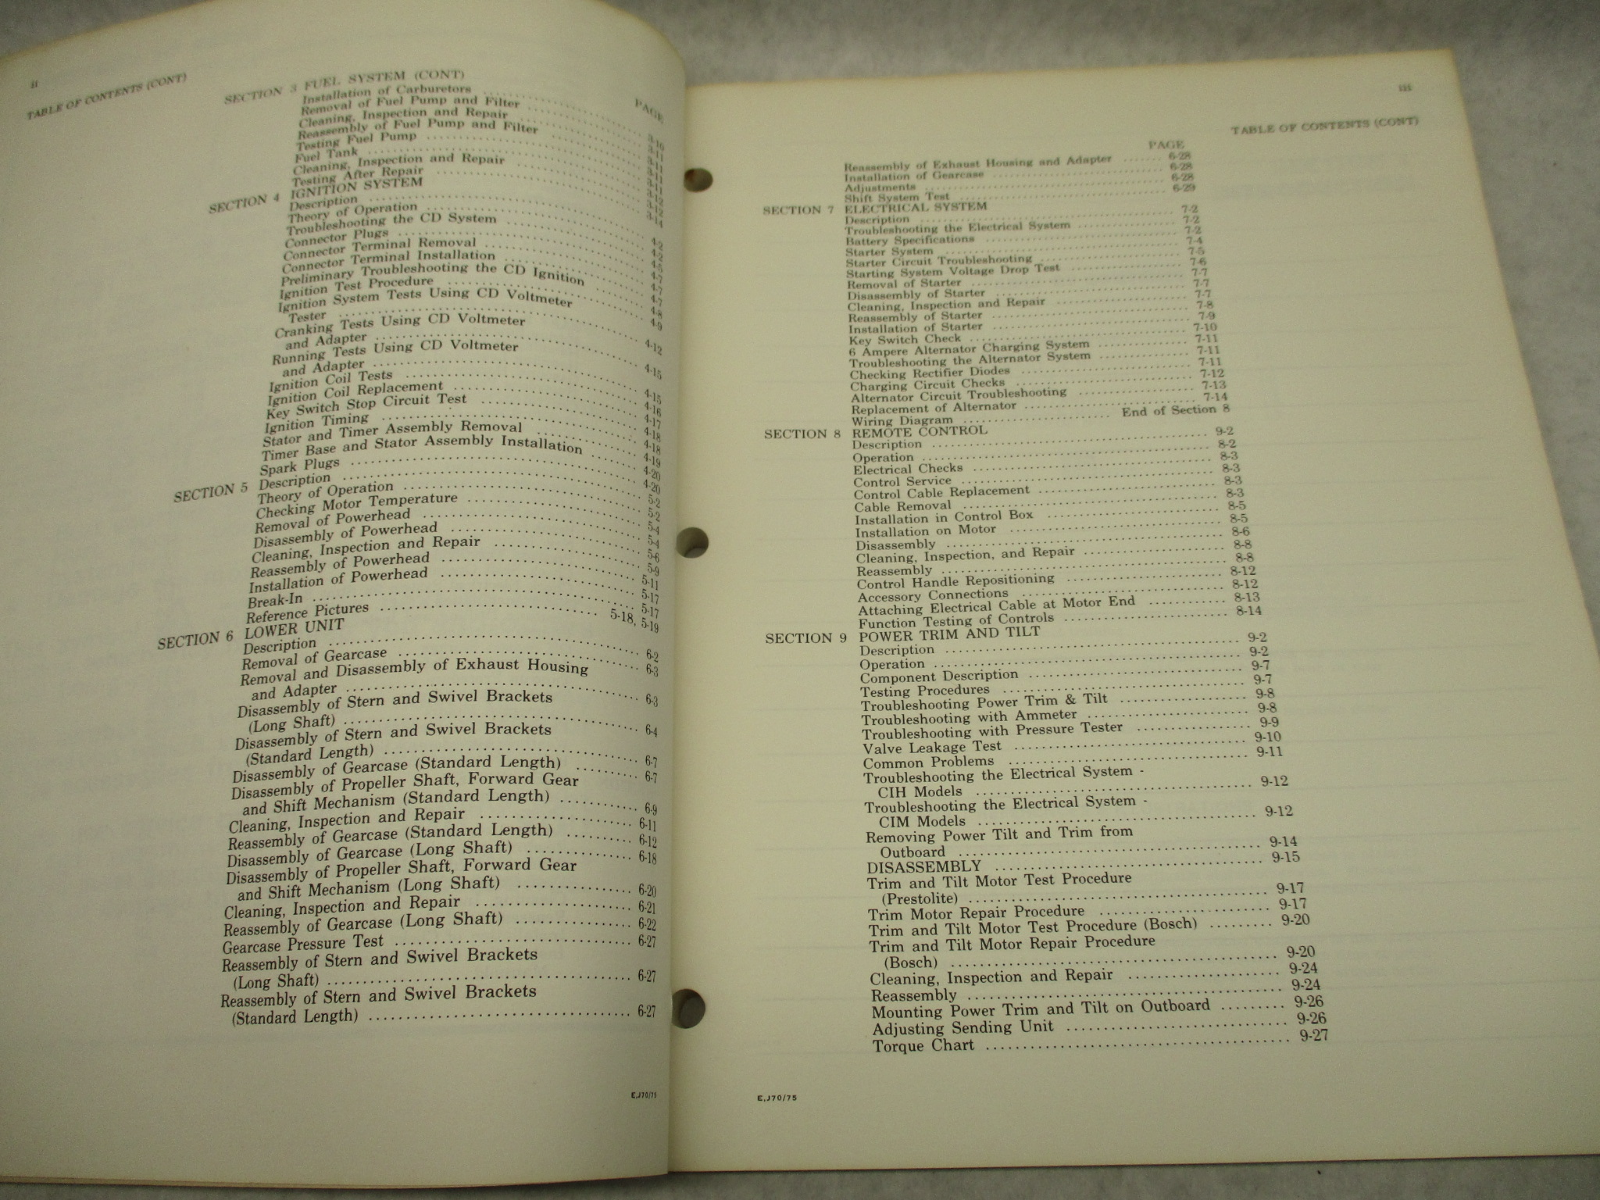 ii
TABLE OF CONTENTS (CONT)
PAGE
SECTION 3 FUEL SYSTEM (CONT)
Installation of Carburetors
Removal of Fuel Pump and Filter
Cleaning, Inspection and Repair
Reassembly of Fuel Pump and Filter
Testing Fuel Pump
Fuel Tank
Cleaning, Inspection and Repair
Testing After Repair
SECTION 4 IGNITION SYSTEM
Description
Theory of Operation
Troubleshooting the CD System
Connector Plugs
Connector Terminal Removal
Connector Terminal Installation
Preliminary Troubleshooting the CD Ignition
Ignition Test Procedure
Ignition System Tests Using CD Voltmeter
Tester
Cranking Tests Using CD Voltmeter
and Adapter
Running Tests Using CD Voltmeter
and Adapter
Ignition Coil Tests
Ignition Coil Replacement
Key Switch Stop Circuit Test
Ignition Timing
Stator and Timer Assembly Removal
Timer Base and Stator Assembly Installation
Spark Plugs
SECTION 5 Description
Theory of Operation
Checking Motor Temperature
Removal of Powerhead
Disassembly of Powerhead
Cleaning, Inspection and Repair
Reassembly of Powerhead
Installation of Powerhead
Break-In
Reference Pictures 5-18, 5-19
SECTION 6 LOWER UNIT
Description 6-2
Removal of Gearcase 6-3
Removal and Disassembly of Exhaust Housing
and Adapter 6-3
Disassembly of Stern and Swivel Brackets
(Long Shaft) 6-4
Disassembly of Stern and Swivel Brackets
(Standard Length) 6-7
Disassembly of Gearcase (Standard Length) 6-7
Disassembly of Propeller Shaft, Forward Gear
and Shift Mechanism (Standard Length) 6-9
Cleaning, Inspection and Repair 6-11
Reassembly of Gearcase (Standard Length) 6-12
Disassembly of Gearcase (Long Shaft) 6-18
Disassembly of Propeller Shaft, Forward Gear
and Shift Mechanism (Long Shaft) 6-20
Cleaning, Inspection and Repair 6-21
Reassembly of Gearcase (Long Shaft) 6-22
Gearcase Pressure Test 6-27
Reassembly of Stern and Swivel Brackets
(Long Shaft) 6-27
Reassembly of Stern and Swivel Brackets
(Standard Length) 6-27
iii
TABLE OF CONTENTS (CONT)
PAGE
Reassembly of Exhaust Housing and Adapter 6-28
Installation of Gearcase 6-28
Adjustments 6-28
Shift System Test 6-29
SECTION 7 ELECTRICAL SYSTEM
Description 7-2
Troubleshooting the Electrical System 7-2
Battery Specifications 7-2
Starter System 7-4
Starter Circuit Troubleshooting 7-5
Starting System Voltage Drop Test 7-6
Removal of Starter 7-7
Disassembly of Starter 7-7
Cleaning, Inspection and Repair 7-7
Reassembly of Starter 7-8
Installation of Starter 7-9
Key Switch Check 7-10
6 Ampere Alternator Charging System 7-11
Troubleshooting the Alternator System 7-11
Checking Rectifier Diodes 7-11
Charging Circuit Checks 7-12
Alternator Circuit Troubleshooting 7-13
Replacement of Alternator 7-14
Wiring Diagram End of Section 8
SECTION 8 REMOTE CONTROL
Description 9-2
Operation 8-2
Electrical Checks 8-3
Control Service 8-3
Control Cable Replacement 8-3
Cable Removal 8-3
Installation in Control Box 8-5
Installation on Motor 8-5
Disassembly 8-6
Cleaning, Inspection, and Repair 8-8
Reassembly 8-8
Control Handle Repositioning 8-12
Accessory Connections 8-12
Attaching Electrical Cable at Motor End 8-13
Function Testing of Controls 8-14
SECTION 9 POWER TRIM AND TILT
Description 9-2
Operation 9-2
Component Description 9-7
Testing Procedures 9-7
Troubleshooting Power Trim & Tilt 9-8
Troubleshooting with Ammeter 9-8
Troubleshooting with Pressure Tester 9-9
Valve Leakage Test 9-10
Common Problems 9-11
Troubleshooting the Electrical System -
CIH Models 9-12
Troubleshooting the Electrical System -
CIM Models 9-12
Removing Power Tilt and Trim from
Outboard 9-14
DISASSEMBLY 9-15
Trim and Tilt Motor Test Procedure
(Prestolite) 9-17
Trim Motor Repair Procedure 9-17
Trim and Tilt Motor Test Procedure (Bosch) 9-20
Trim and Tilt Motor Repair Procedure
(Bosch) 9-20
Cleaning, Inspection and Repair 9-24
Reassembly 9-24
Mounting Power Trim and Tilt on Outboard 9-26
Adjusting Sending Unit 9-26
Torque Chart 9-27
E,J70/75